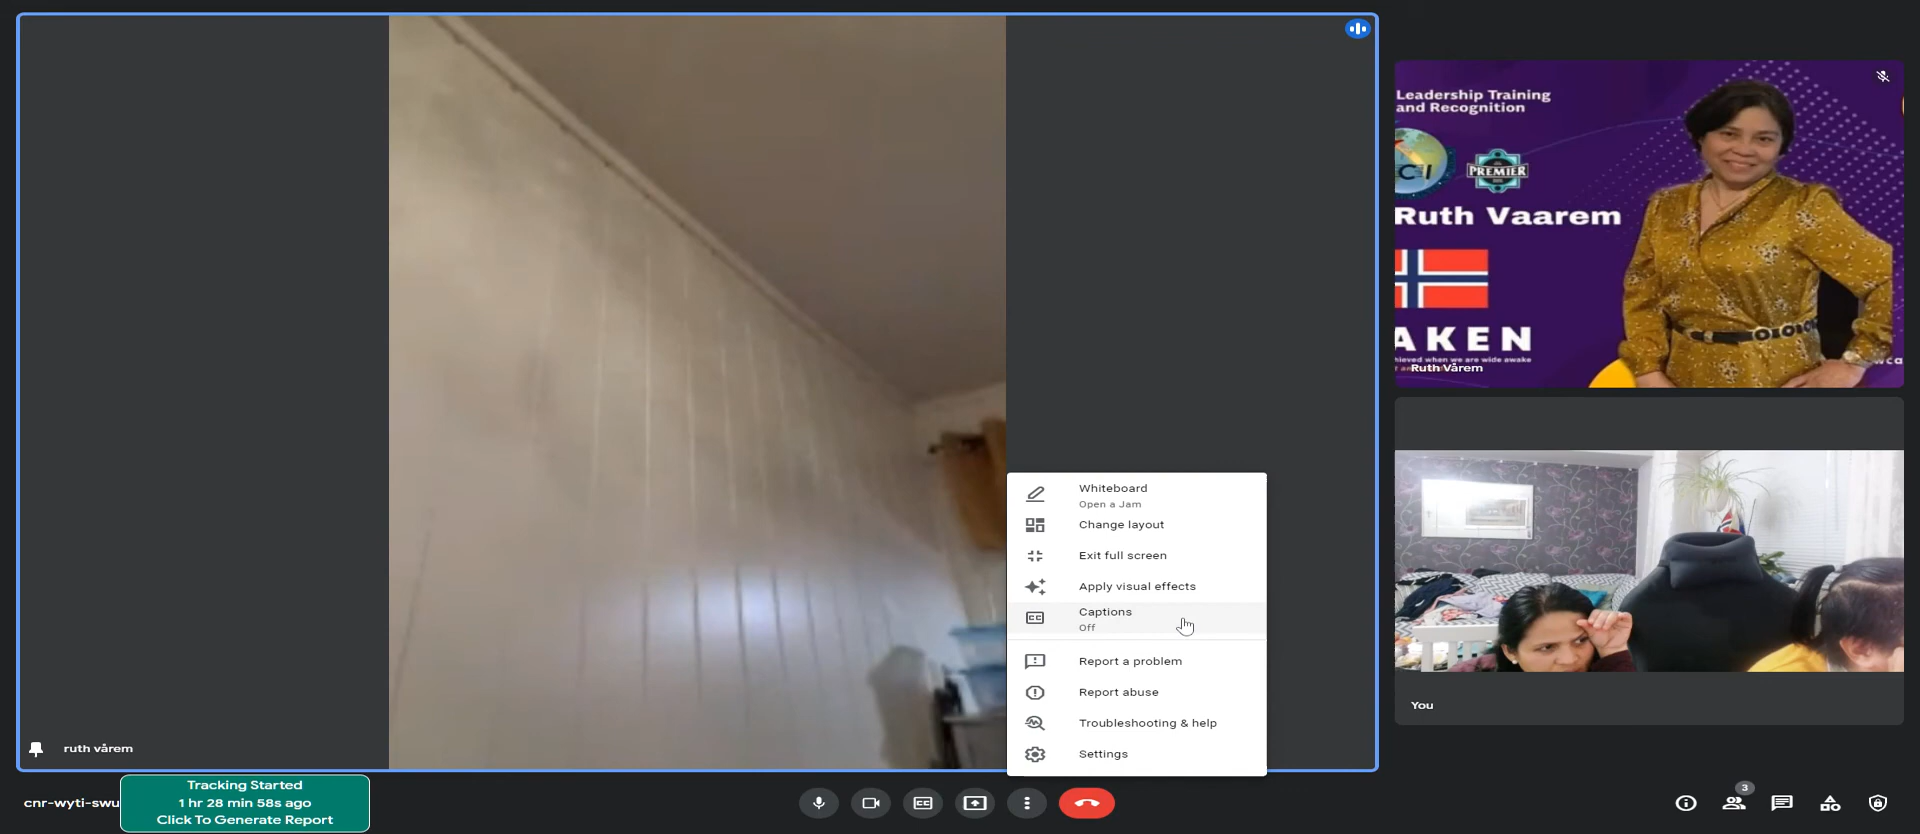 Leadership Training
and Recognition
PREMIER
Ruth Vaarem
AKEN
hieved when we are wide awake
Ruth Vårem
Whiteboard
Open a Jam
Change layout
Exit full screen
Apply visual effects
Captions
Off
Report a problem
Report abuse
Troubleshooting & help
Settings
You
ruth vårem
cnr-wyti-swu
Tracking Started
1 hr 28 min 58s ago
Click To Generate Report
3